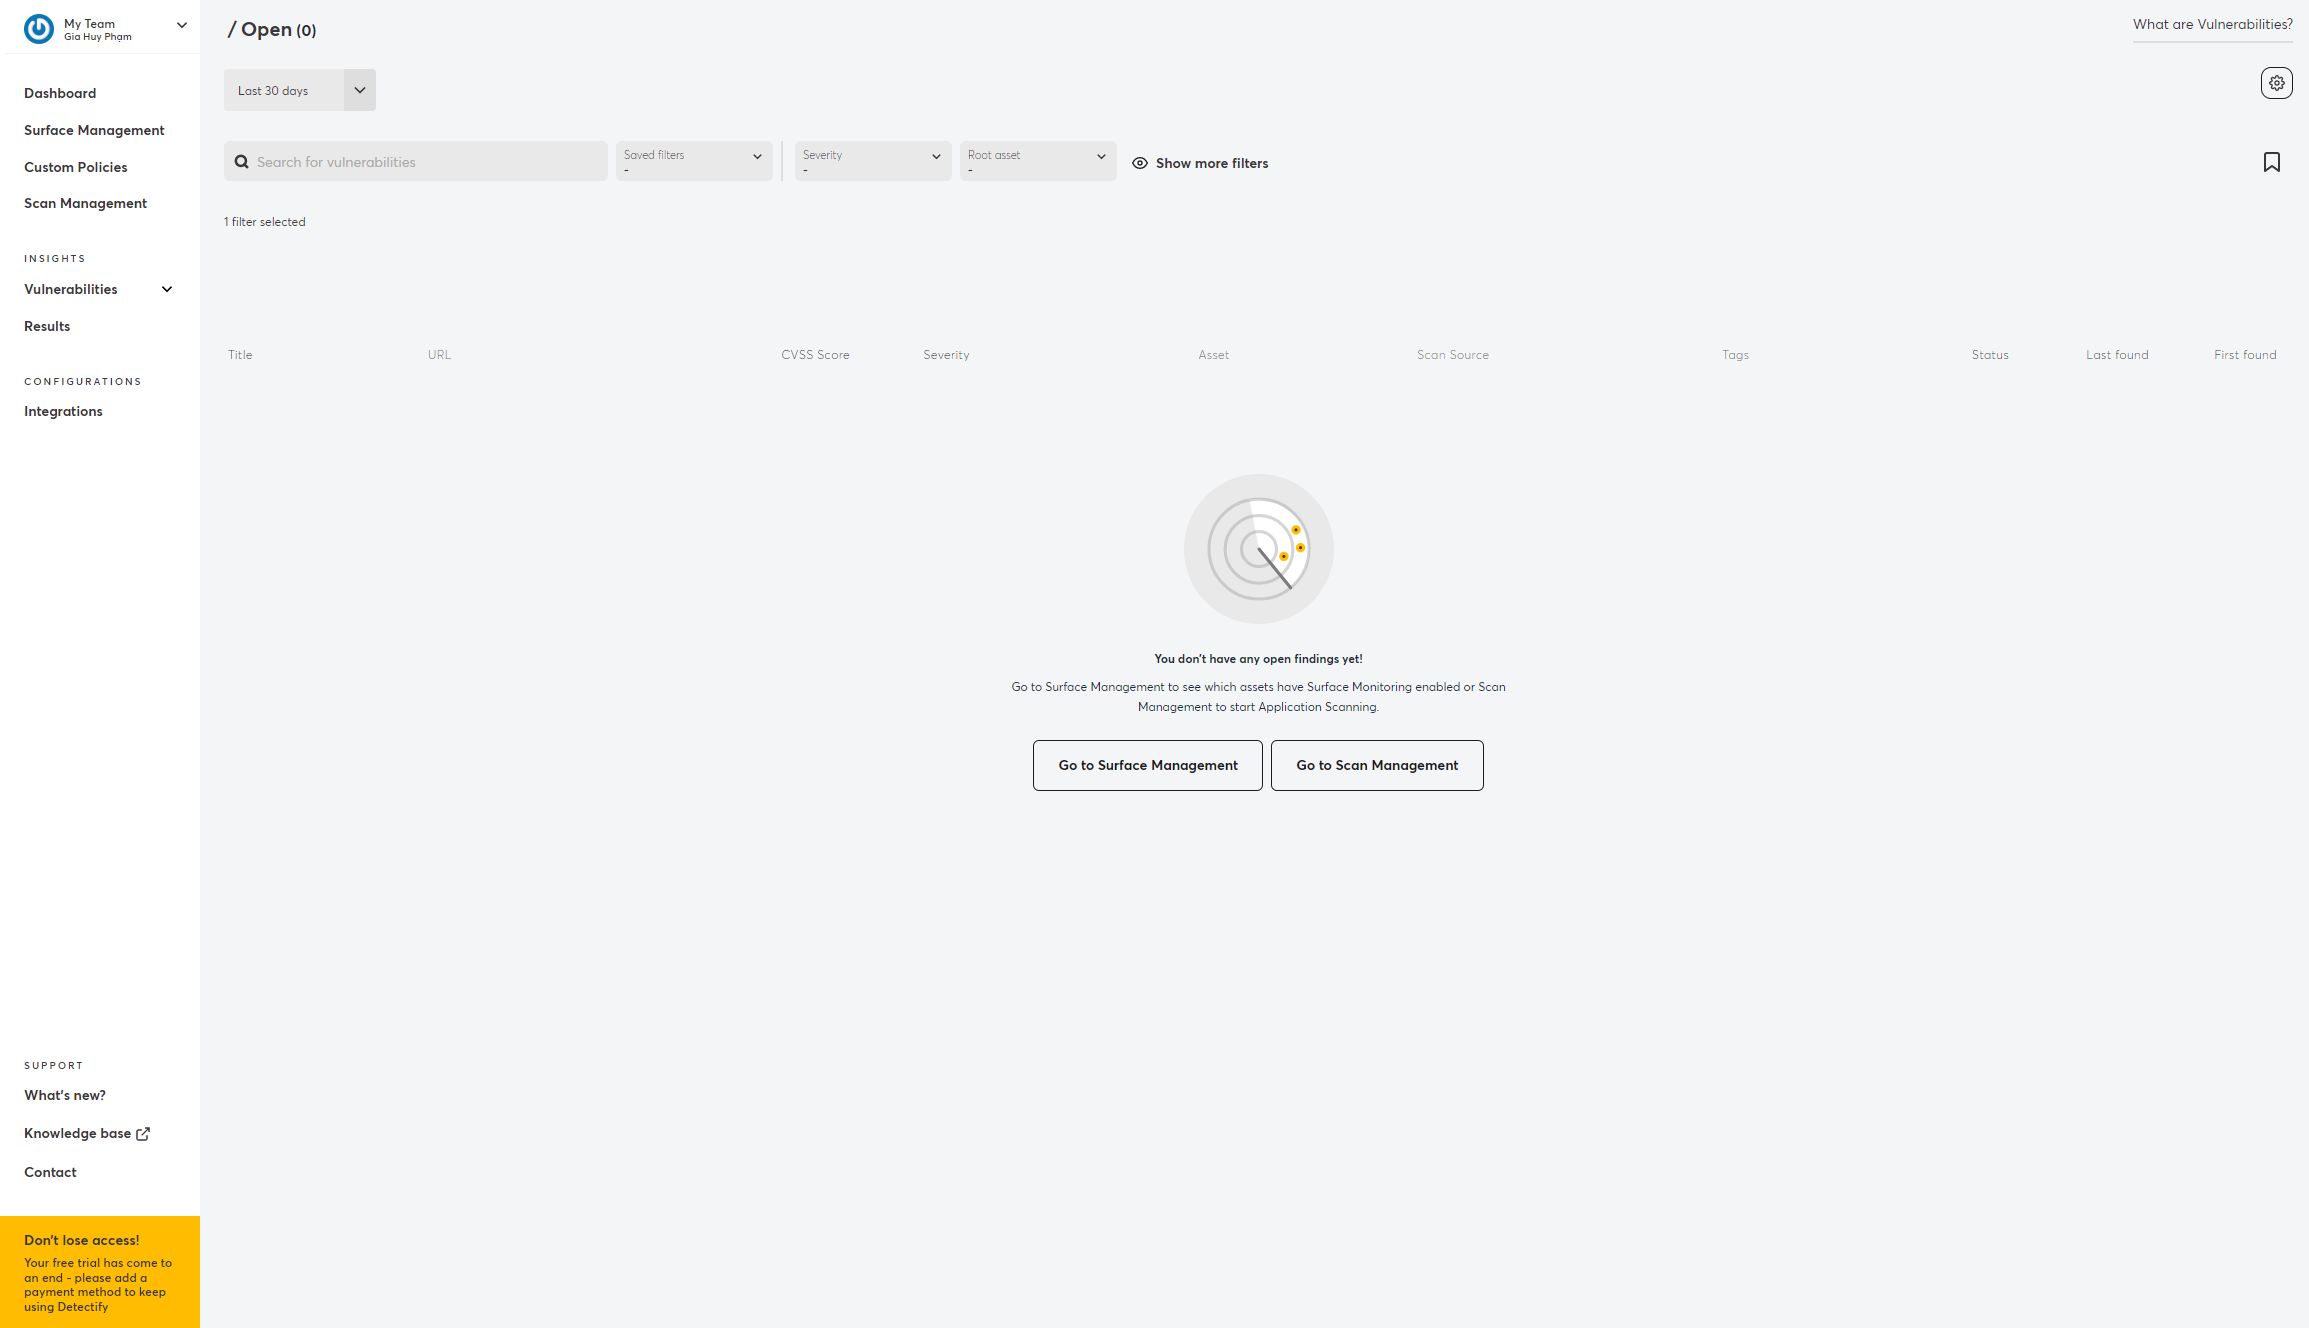 My Team
Gia Huy Phạm
Dashboard
Surface Management
Custom Policies
Scan Management
INSIGHTS
Vulnerabilities
Results
CONFIGURATIONS
Integrations
SUPPORT
What's new?
Knowledge base
Contact
Don't lose access!
Your free trial has come to
an end - please add a
payment method to keep
using Detectify
/ Open (0)
What are Vulnerabilities?
Last 30 days
Search for vulnerabilities
Saved filters
-
Severity
-
Root asset
-
Show more filters
1 filter selected
Title URL CVSS Score Severity Asset Scan Source Tags Status Last found First found
You don't have any open findings yet!
Go to Surface Management to see which assets have Surface Monitoring enabled or Scan
Management to start Application Scanning.
Go to Surface Management
Go to Scan Management